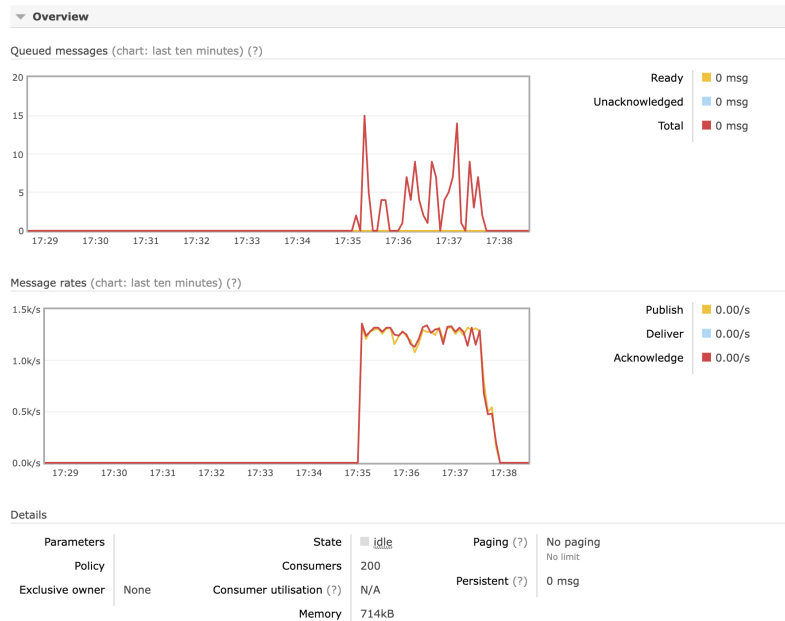 Overview
Queued messages (chart: last ten minutes) (?)
20
15
10
5
0
17:29 17:30 17:31 17:32 17:33 17:34 17:35 17:36 17:37 17:38
Ready 0 msg
Unacknowledged 0 msg
Total 0 msg
Message rates (chart: last ten minutes) (?)
1.5k/s
1.0k/s
0.5k/s
0.0k/s
17:29 17:30 17:31 17:32 17:33 17:34 17:35 17:36 17:37 17:38
Publish 0.00/s
Deliver 0.00/s
Acknowledge 0.00/s
Details
Parameters
Policy
Exclusive owner None
State idle
Consumers 200
Consumer utilisation (?) N/A
Memory 714kB
Paging (?) No paging
No limit
Persistent (?) 0 msg